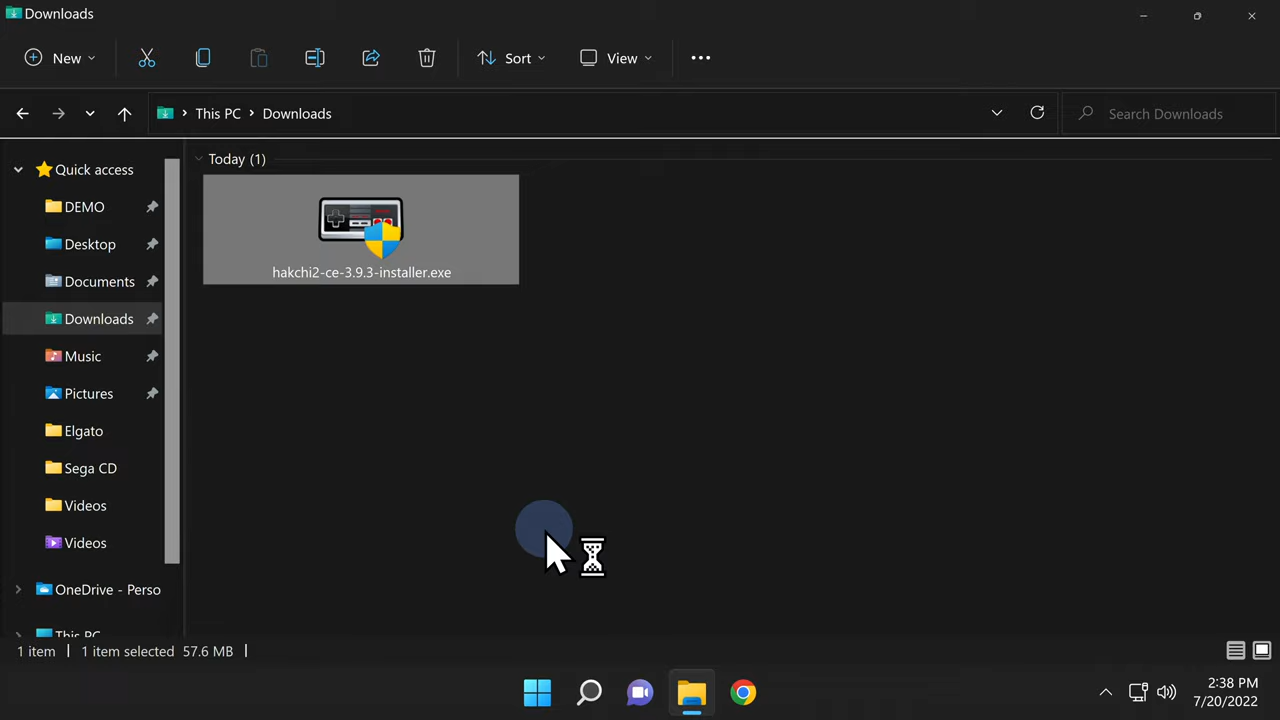 Downloads
New
Sort
View
This PC
Downloads
Search Downloads
Quick access
DEMO
Desktop
Documents
Downloads
Music
Pictures
Elgato
Sega CD
Videos
Videos
OneDrive - Perso
This PC
Today (1)
hakchi2-ce-3.9.3-installer.exe
1 item
1 item selected 57.6 MB
2:38 PM
7/20/2022